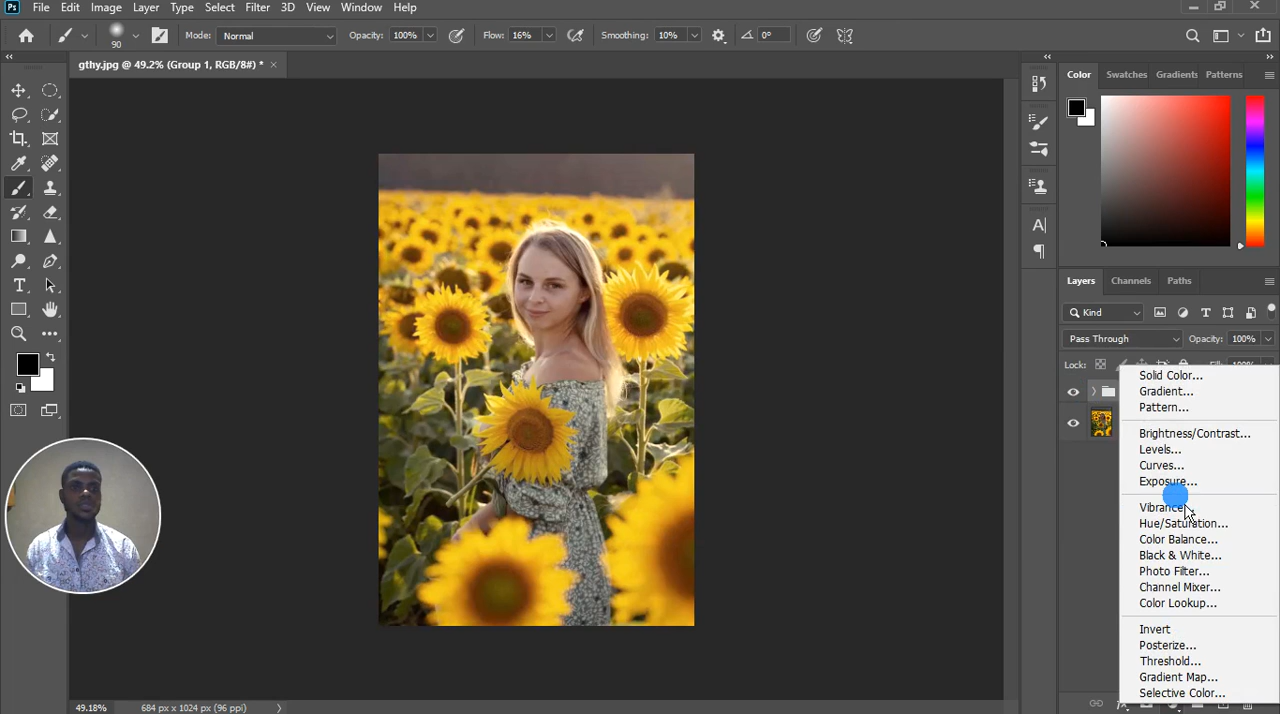 Ps File Edit Image Layer Type Select Filter 3D View Window Help
90 Mode: Normal Opacity: 100% Flow: 16% Smoothing: 10% 0°
gthy.jpg @ 49.2% (Group 1, RGB/8#) * ×
Color Swatches Gradients Patterns
Layers Channels Paths
Kind
Pass Through Opacity: 100%
Lock:
Solid Color...
Gradient...
Pattern...
Brightness/Contrast...
Levels...
Curves...
Exposure...
Vibrance...
Hue/Saturation...
Color Balance...
Black & White...
Photo Filter...
Channel Mixer...
Color Lookup...
Invert
Posterize...
Threshold...
Gradient Map...
Selective Color...
49.18% 684 px x 1024 px (96 ppi)